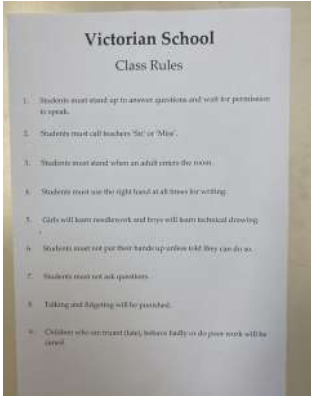 Victorian School
Class Rules
1. Students must stand up to answer questions and wait for permission
to speak.
2. Students must call teachers 'Sir' or 'Miss'.
3. Students must stand when an adult enters the room.
4. Students must use the right hand at all times for writing.
5. Girls will learn needlework and boys will learn technical drawing.
6. Students must not put their hands up unless told they can do so.
7. Students must not ask questions.
8. Talking and fidgeting will be punished.
9. Children who are truant (late), behave badly or do poor work will be
caned.